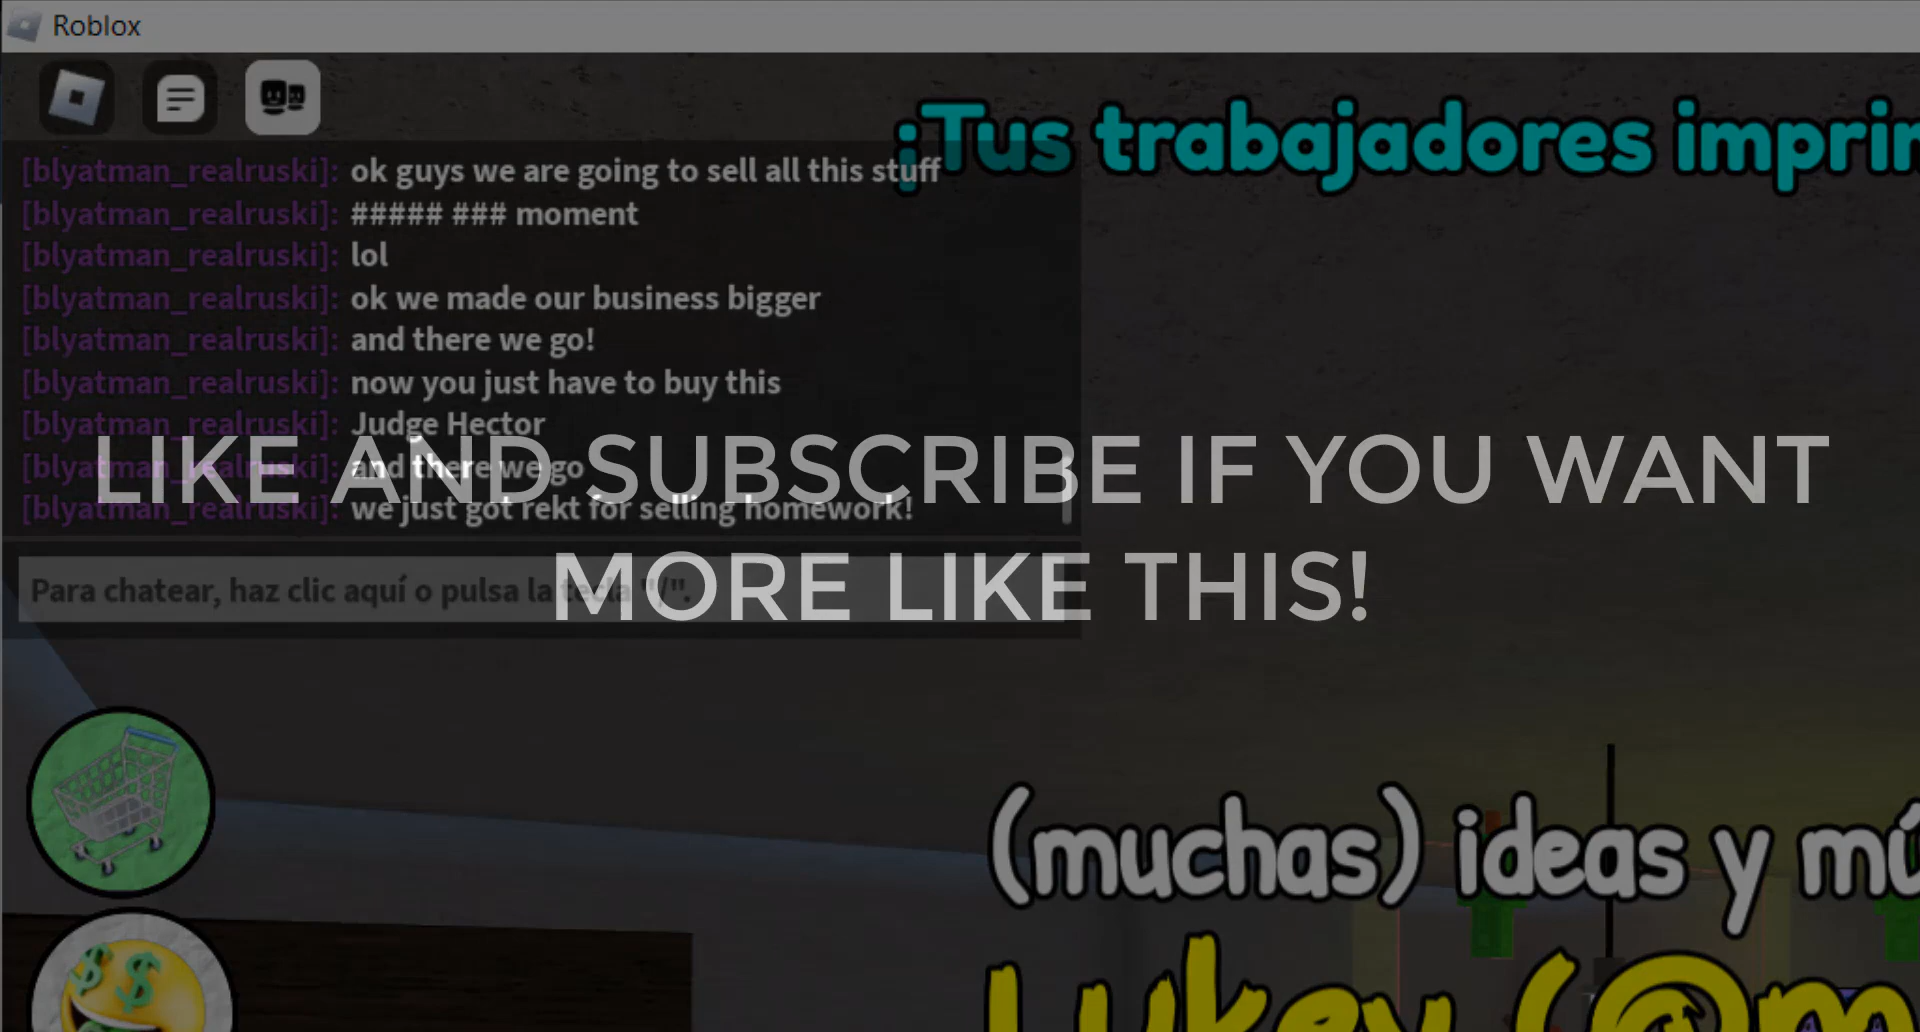 Roblox
¡Tus trabajadores
[blyatman_realruski]: ok guys we are going to sell all this stuff
[blyatman_realruski]: ##### ### moment
[blyatman_realruski]: lol
[blyatman_realruski]: ok we made our business bigger
[blyatman_realruski]: and there we go!
[blyatman_realruski]: now you just have to buy this
[blyatman_realruski]: Judge Hector
[blyatman_realruski]: and there we go
[blyatman_realruski]: we just got rekt for selling homework!
LIKE AND SUBSCRIBE IF YOU WANT
MORE LIKE THIS!
Para chatear, haz clic aquí o pulsa la tecla "/".
(muchas) ideas y
Lukey